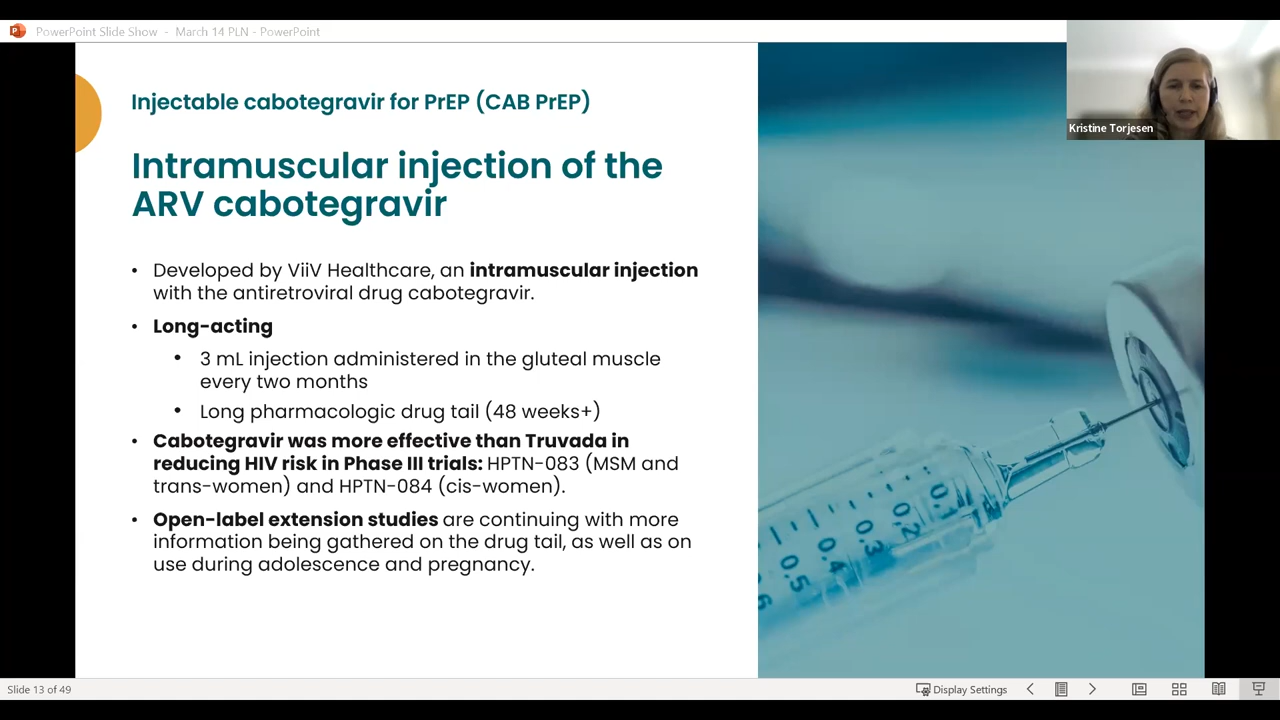 PowerPoint Slide Show - March 14 PLN - PowerPoint
Kristine Torjesen
Injectable cabotegravir for PrEP (CAB PrEP)
Intramuscular injection of the
ARV cabotegravir
• Developed by ViiV Healthcare, an intramuscular injection
with the antiretroviral drug cabotegravir.
• Long-acting
• 3 mL injection administered in the gluteal muscle
every two months
• Long pharmacologic drug tail (48 weeks+)
• Cabotegravir was more effective than Truvada in
reducing HIV risk in Phase III trials: HPTN-083 (MSM and
trans-women) and HPTN-084 (cis-women).
• Open-label extension studies are continuing with more
information being gathered on the drug tail, as well as on
use during adolescence and pregnancy.
0.1
0.2
0.3
0.4
0.5
Slide 13 of 49
Display Settings